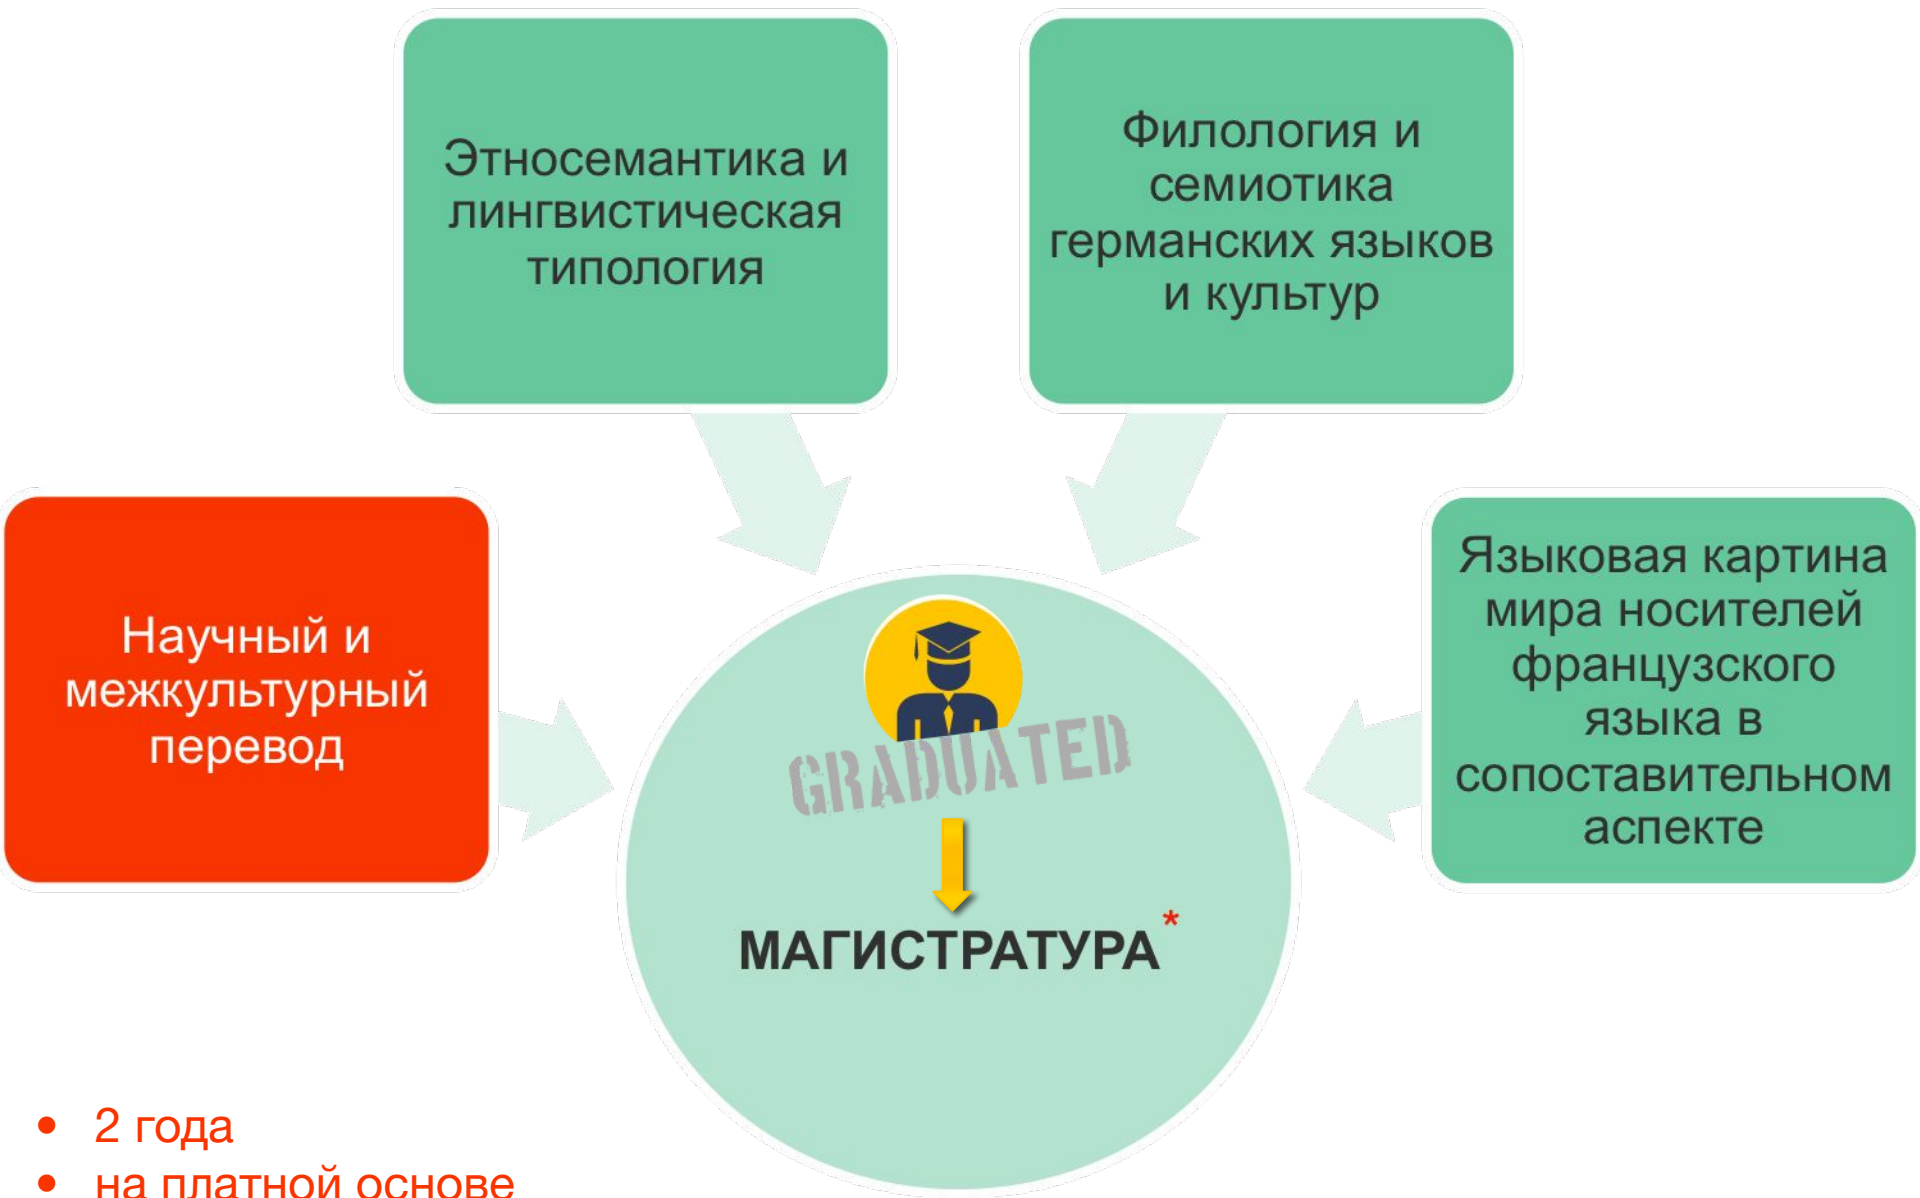 Этносемантика и
лингвистическая
типология
Филология и
семиотика
германских языков
и культур
Научный и
межкультурный
перевод
Языковая картина
мира носителей
французского
языка в
сопоставительном
аспекте
GRADUATED
МАГИСТРАТУРА*
• 2 года
• на платной основе